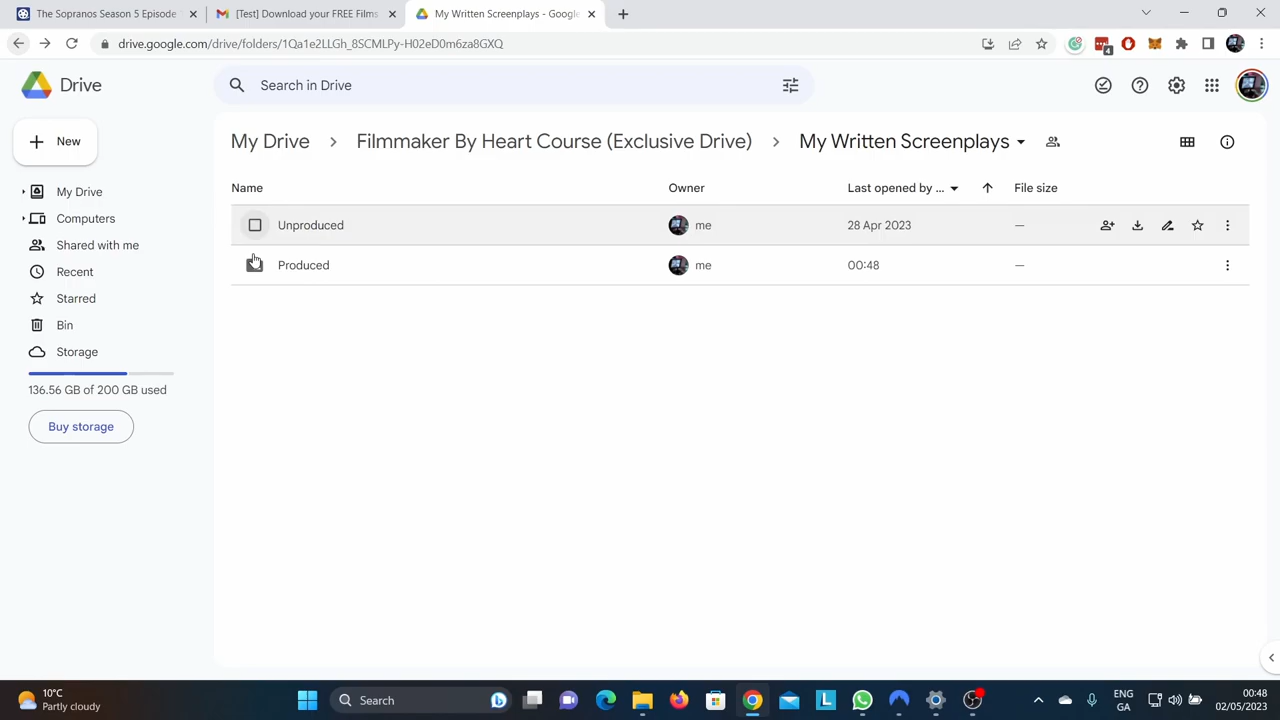 The Sopranos Season 5 Episode
[Test] Download your FREE Films
My Written Screenplays - Google
drive.google.com/drive/folders/1Qa1e2LLGh_8SCMLPy-H02eD0m6za8GXQ
4
Drive
Search in Drive
New
My Drive
Computers
Shared with me
Recent
Starred
Bin
Storage
136.56 GB of 200 GB used
Buy storage
My Drive > Filmmaker By Heart Course (Exclusive Drive) > My Written Screenplays
Name Owner Last opened by ... File size
Unproduced me 28 Apr 2023 —
Produced me 00:48 —
10°C
Partly cloudy
Search
ENG
GA
00:48
02/05/2023